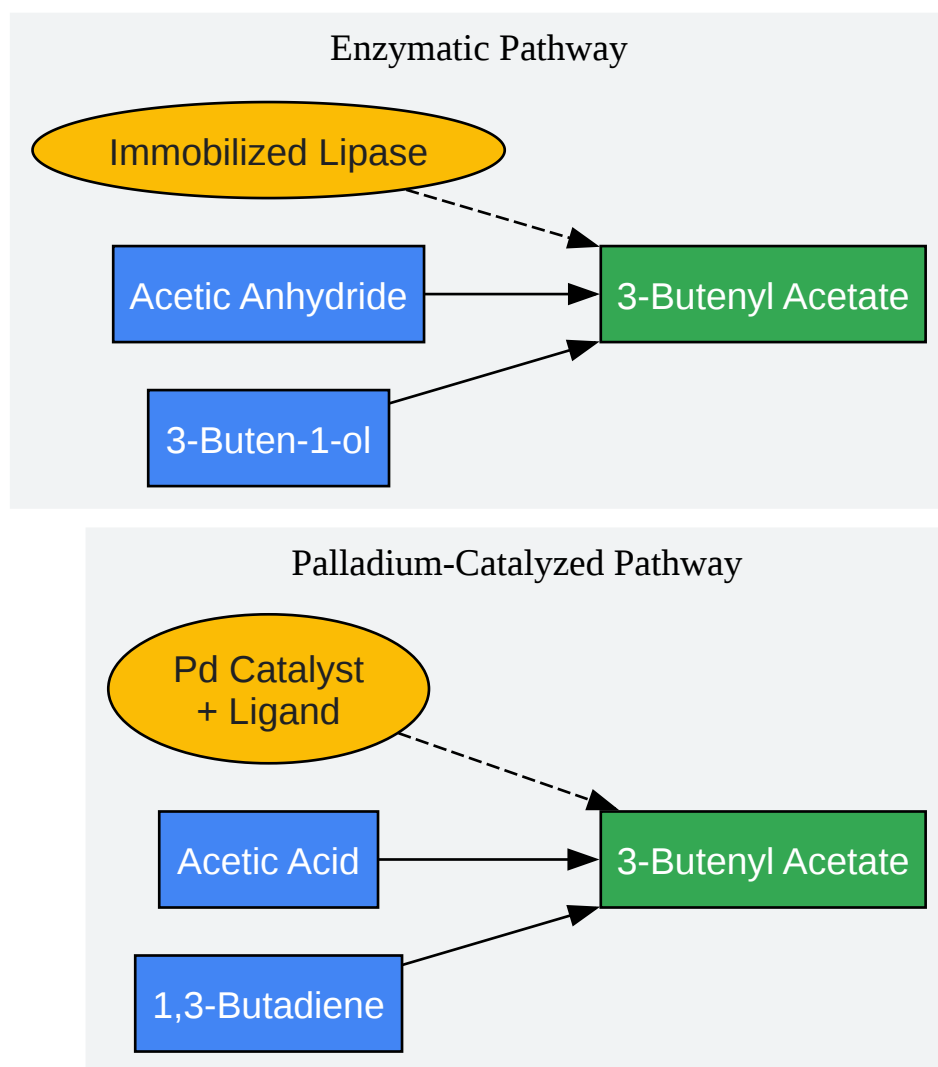 Enzymatic Pathway
Immobilized Lipase
Acetic Anhydride
3-Butenyl Acetate
3-Buten-1-ol
Palladium-Catalyzed Pathway
Pd Catalyst
+ Ligand
Acetic Acid
3-Butenyl Acetate
1,3-Butadiene